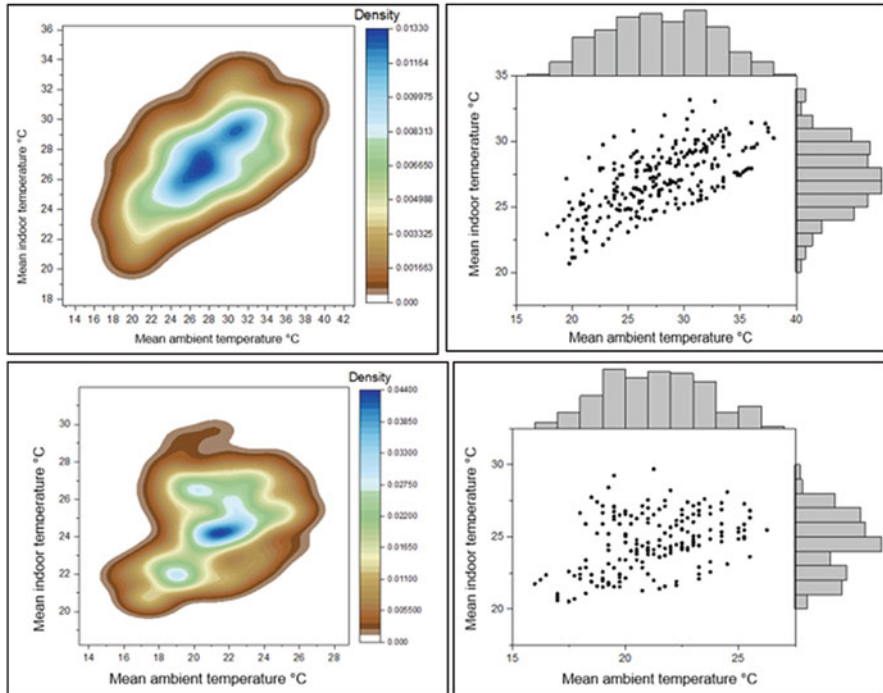 Density
Mean indoor temperature °C
36
34
32
30
28
26
24
22
20
18
14 16 18 20 22 24 26 28 30 32 34 36 38 40 42
Mean ambient temperature °C
0.01330
0.01164
0.009975
0.008313
0.006650
0.004988
0.003325
0.001663
0.000
Mean indoor temperature °C
35
30
25
20
15 20 25 30 35 40
Mean ambient temperature °C
Density
Mean indoor temperature °C
30
28
26
24
22
20
14 16 18 20 22 24 26 28
Mean ambient temperature °C
0.04400
0.03850
0.03300
0.02750
0.02200
0.01650
0.01100
0.005500
0.000
Mean indoor temperature °C
30
25
20
15 20 25
Mean ambient temperature °C